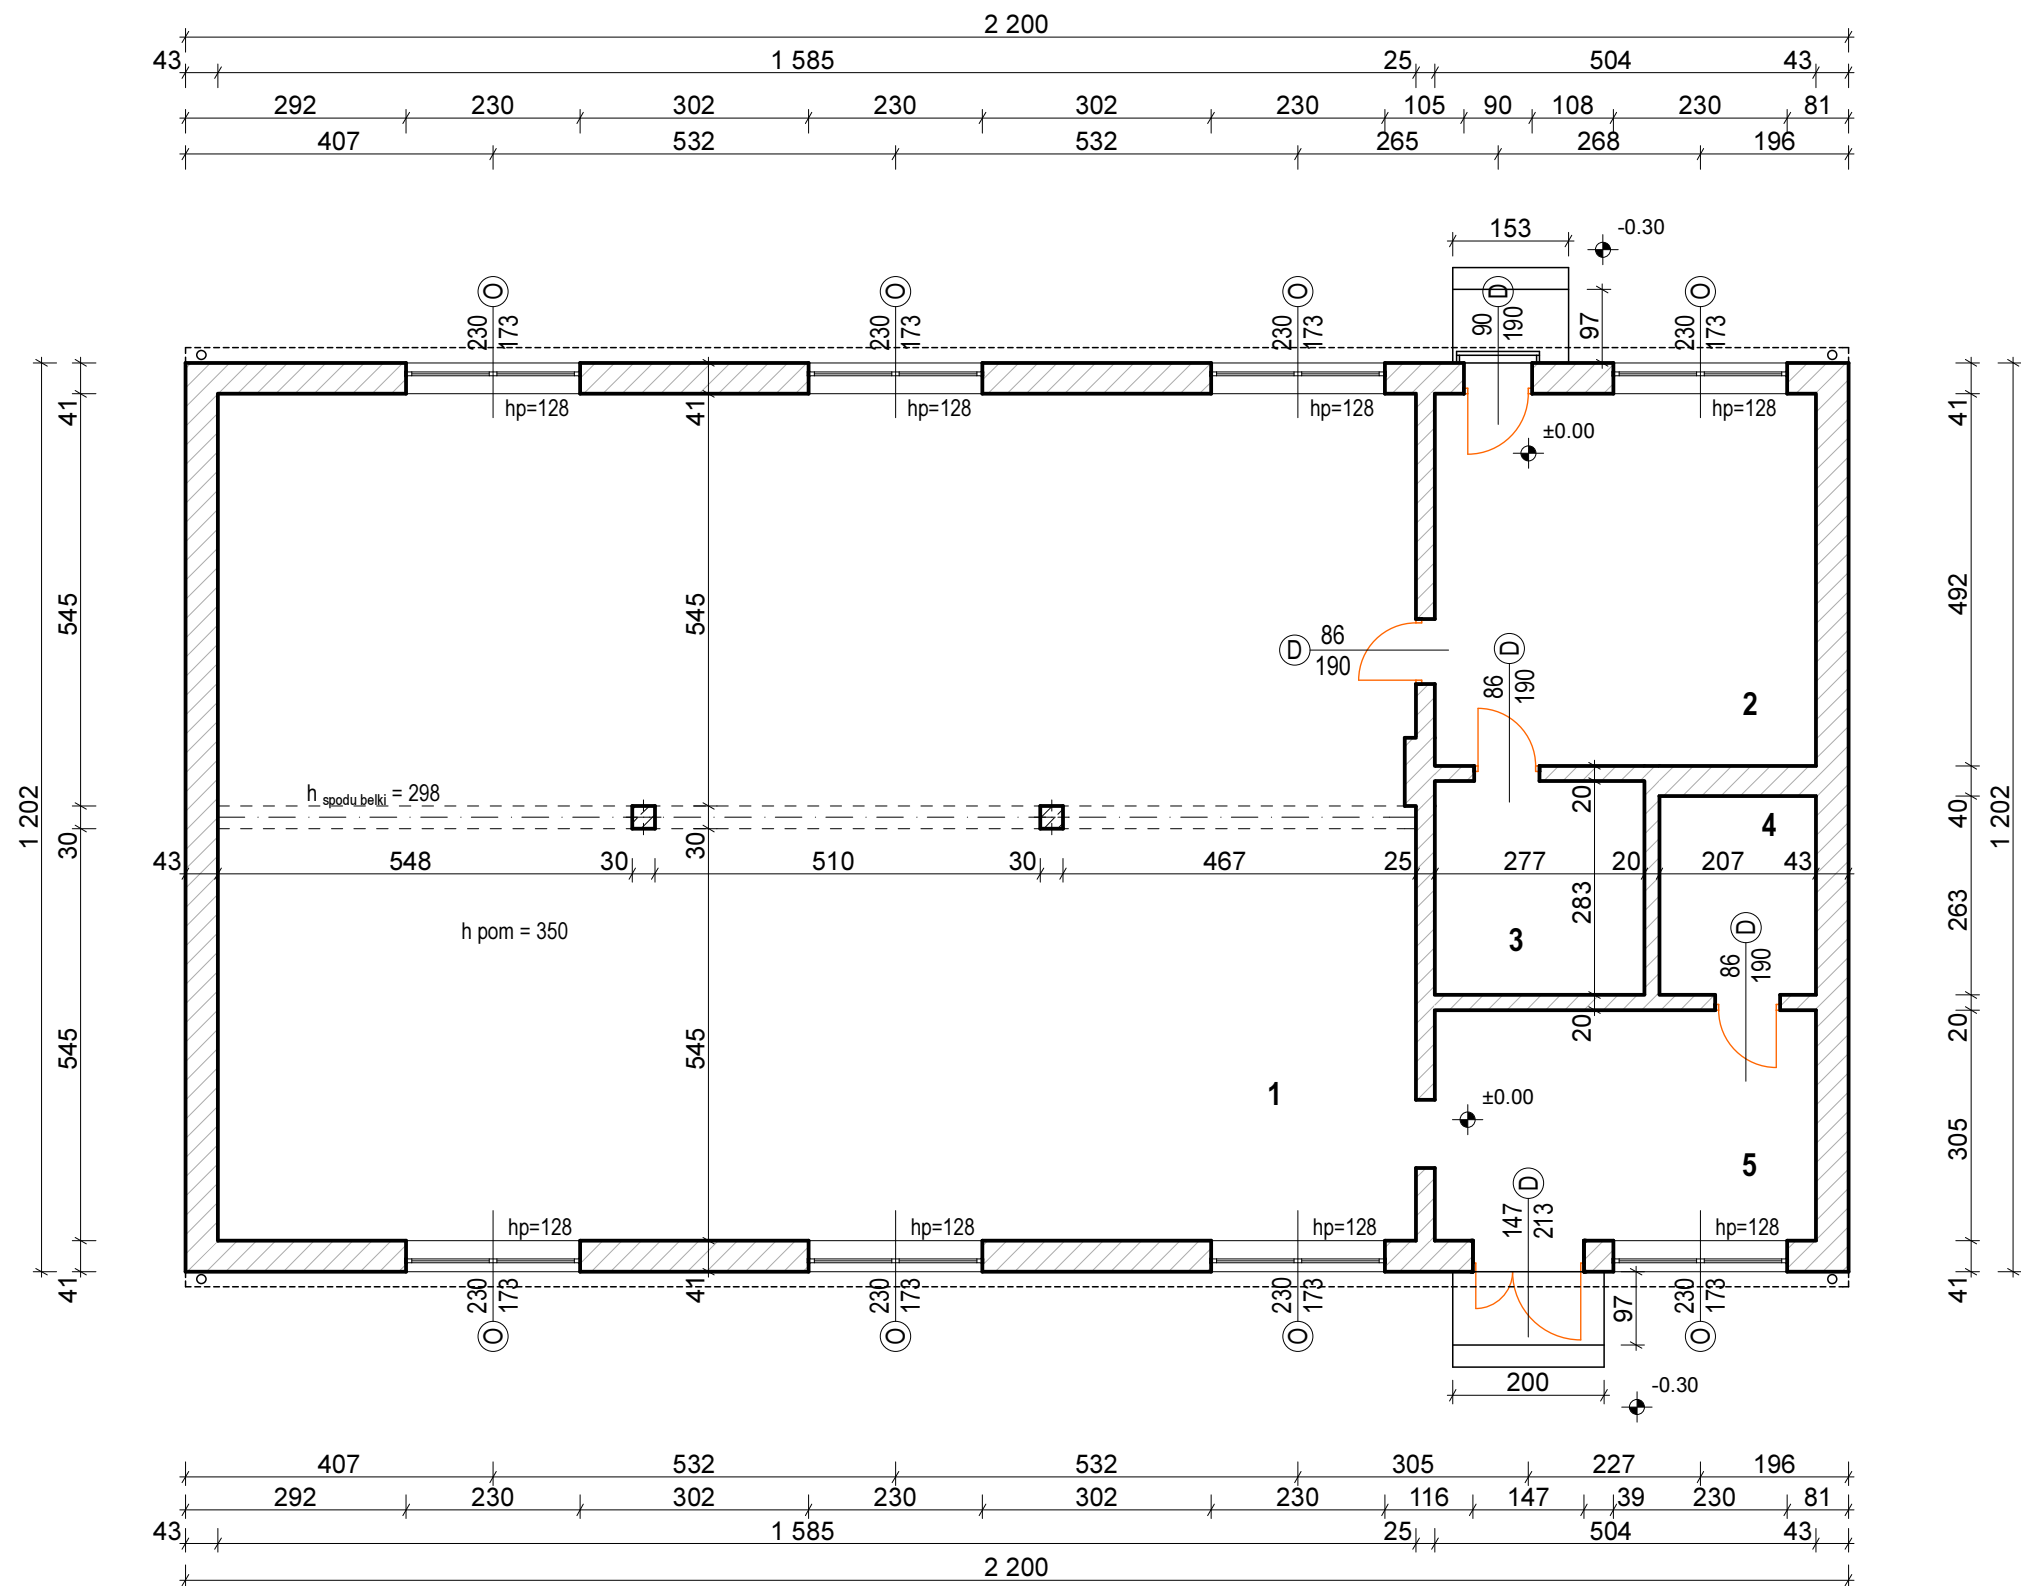 2 200
43 1 585 25 504 43
292 230 302 230 302 230 105 90 108 230 81
407 532 532 265 268 196
153 -0.30
O O O D O
230 173 230 173 230 173 90 190 97 230 173
hp=128 hp=128 hp=128 hp=128
41 41 41
±0.00
545 545 492
D 86 190 D 86 190
2
h spodu belki = 298
1 202 30 30 20 40 1 202
4
43 548 30 510 30 467 25 277 20 207 43
h pom = 350
283 263
3 D 86 190
20 20
545 545
1 ±0.00
305
5
D 147 213
hp=128 hp=128 hp=128 hp=128
41 41 41
230 173 230 173 230 173 97 230 173
O O O O
200 -0.30
407 532 532 305 227 196
292 230 302 230 302 230 116 147 39 230 81
43 1 585 25 504 43
2 200